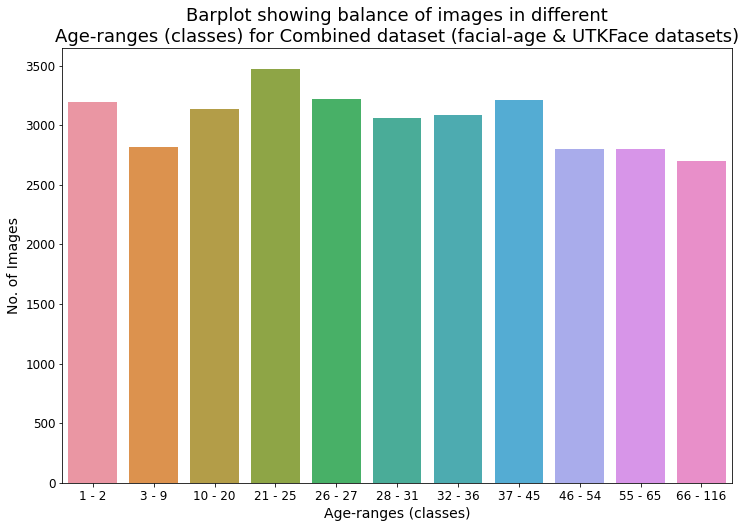 Barplot showing balance of images in different
Age-ranges (classes) for Combined dataset (facial-age & UTKFace datasets)
3500
3000
2500
2000
1500
1000
500
0
No. of Images
1 - 2 3 - 9 10 - 20 21 - 25 26 - 27 28 - 31 32 - 36 37 - 45 46 - 54 55 - 65 66 - 116
Age-ranges (classes)